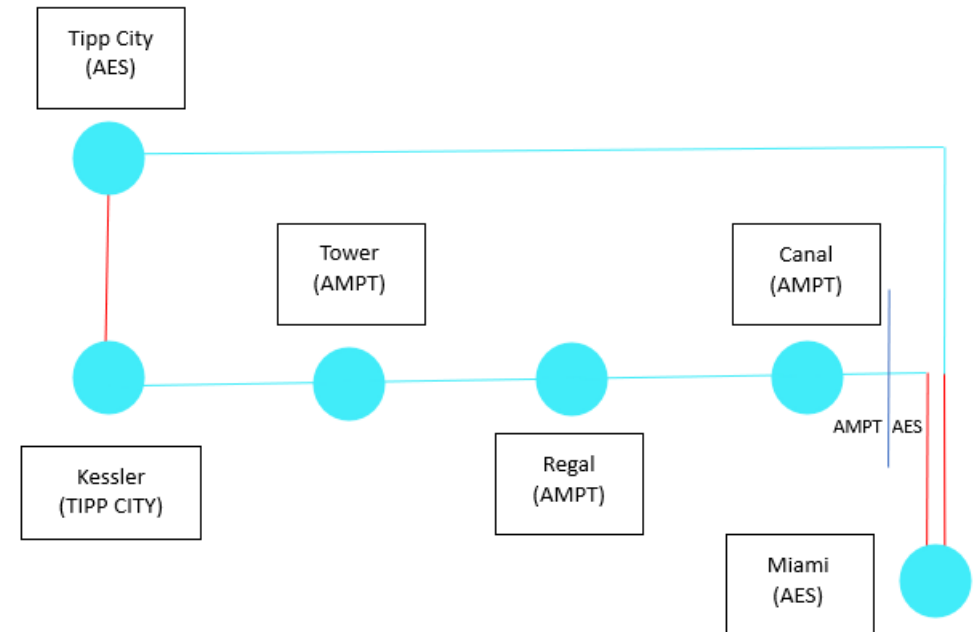 Tipp City
(AES)
Tower
(AMPT)
Canal
(AMPT)
AMPT
AES
Kessler
(TIPP CITY)
Regal
(AMPT)
Miami
(AES)